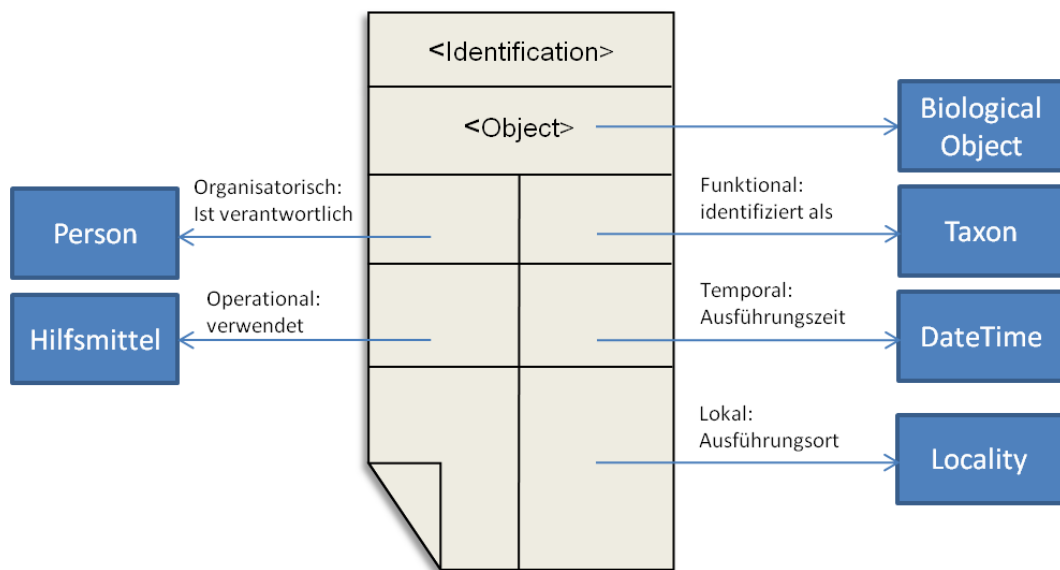 <Identification>
<Object>
Biological
Object
Organisatorisch:
Ist verantwortlich
Person
Funktional:
identifiziert als
Taxon
Operational:
verwendet
Hilfsmittel
Temporal:
Ausführungszeit
DateTime
Lokal:
Ausführungsort
Locality